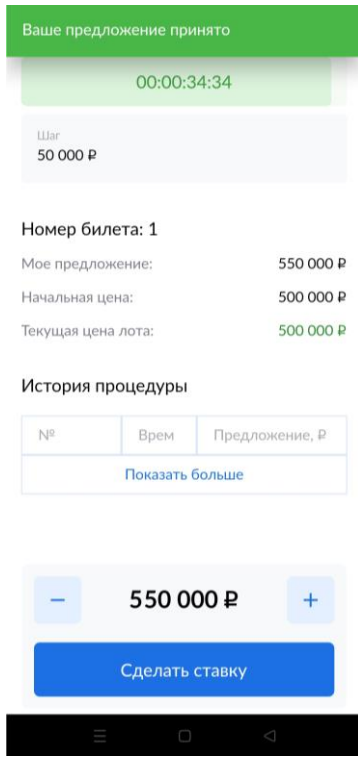 Ваше предложение принято
00:00:34:34
Шаг
50 000 ₽
Номер билета: 1
Мое предложение: 550 000 ₽
Начальная цена: 500 000 ₽
Текущая цена лота: 500 000 ₽
История процедуры
№ Врем Предложение, ₽
Показать больше
− 550 000 ₽ +
Сделать ставку